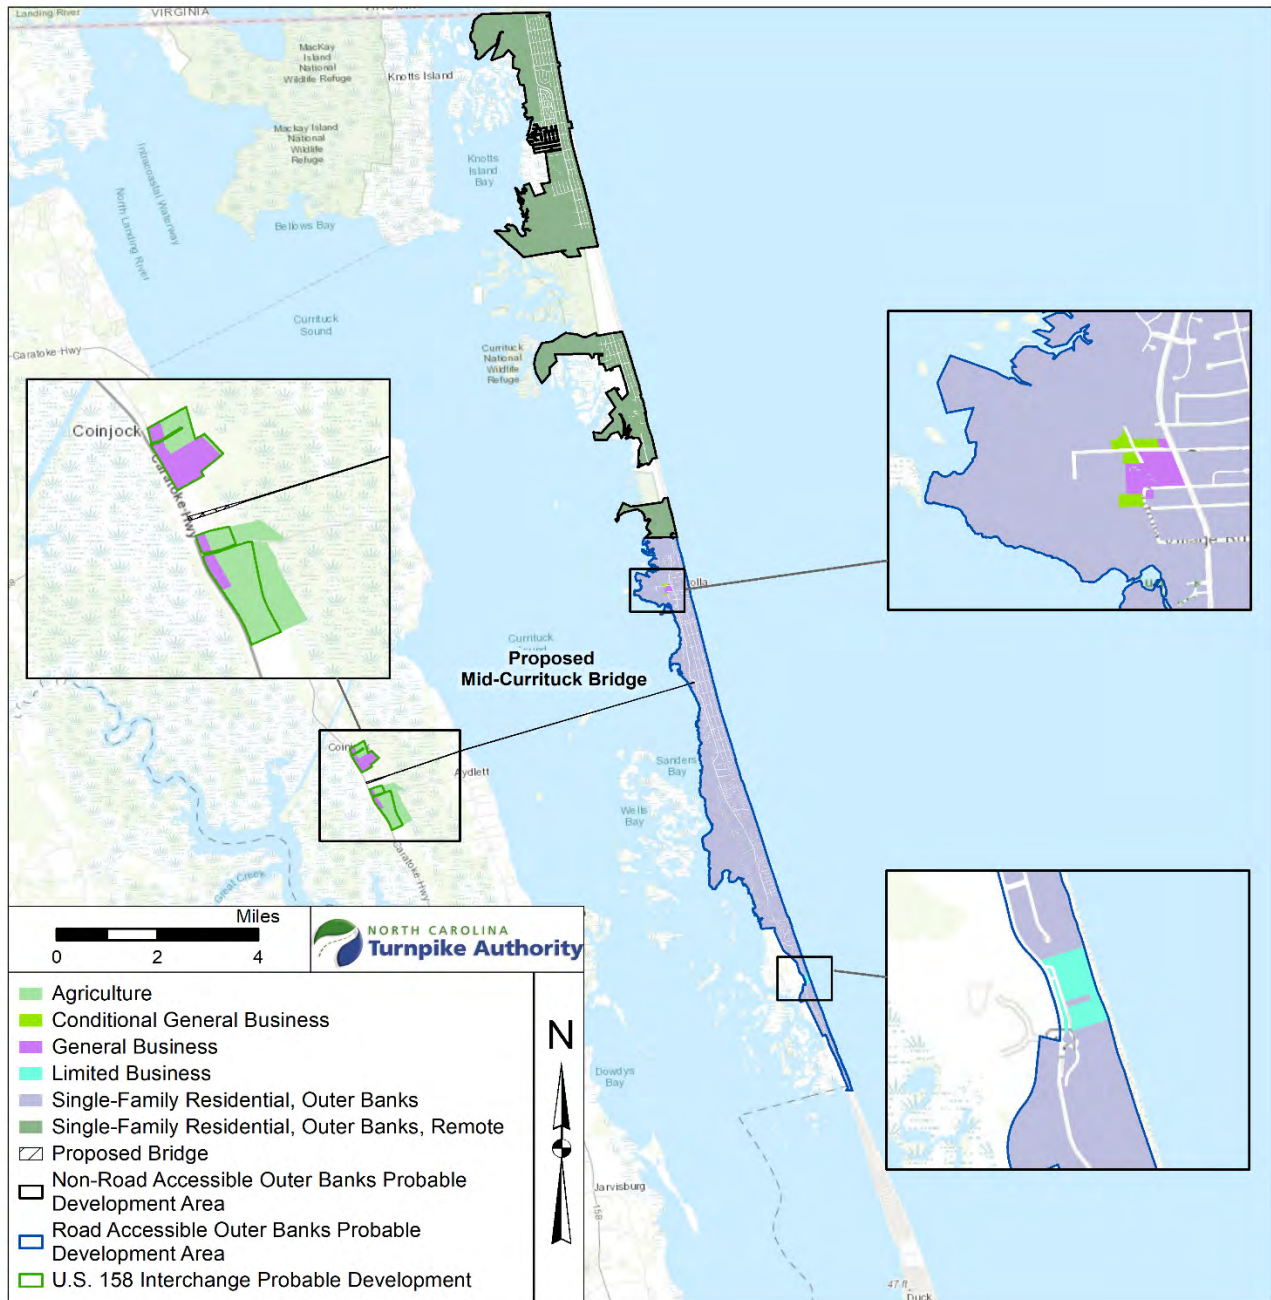 Landing River
VIRGINIA
MacKay
Island
National
Wildlife Refuge
Knotts Island
Mackay Island
National
Wildlife
Refuge
Knotts
Island
Bay
Intracoastal Waterway
North Landing River
Bellows Bay
Currituck
Sound
Caratoke Hwy
Currituck
National
Wildlife
Refuge
Coinjock
Caratoke Hwy
olla
Village
Currituck
Proposed
Mid-Currituck Bridge
Sanders
Bay
Aydlett
Wells
Bay
Caratoke Hwy
Great Creek
Miles
0 2 4
NORTH CAROLINA
Turnpike Authority
Agriculture
Conditional General Business
General Business
Limited Business
Single-Family Residential, Outer Banks
Single-Family Residential, Outer Banks, Remote
Proposed Bridge
Non-Road Accessible Outer Banks Probable
Development Area
Road Accessible Outer Banks Probable
Development Area
U.S. 158 Interchange Probable Development
N
Dowdys
Bay
Jarvisburg
158
47 ft
Duck